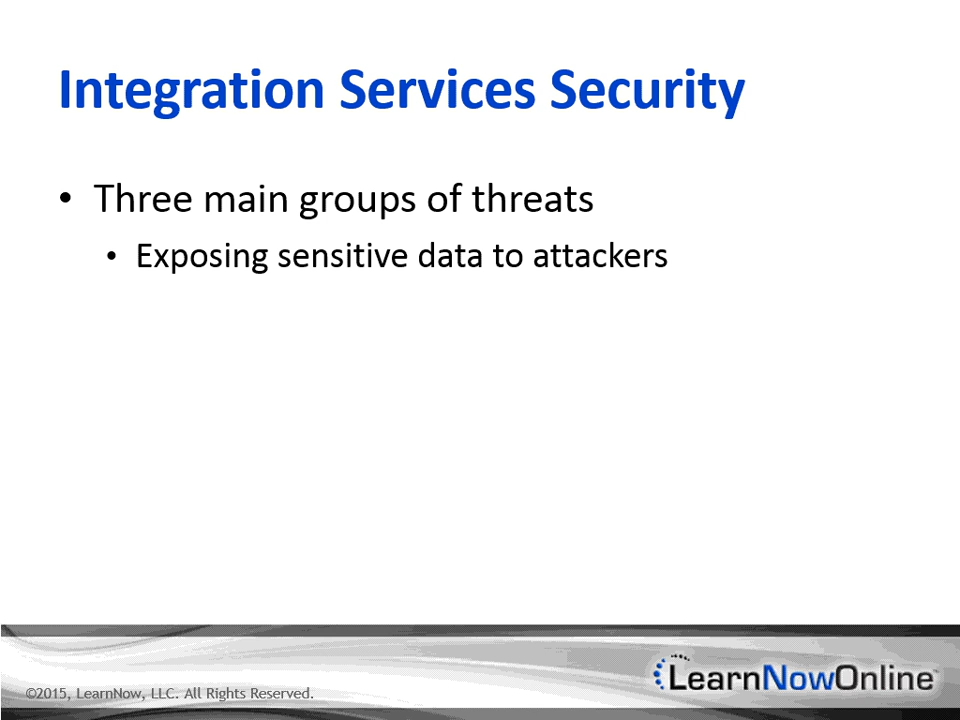 Integration Services Security
• Three main groups of threats
• Exposing sensitive data to attackers
©2015, LearnNow, LLC. All Rights Reserved.
LearnNowOnline